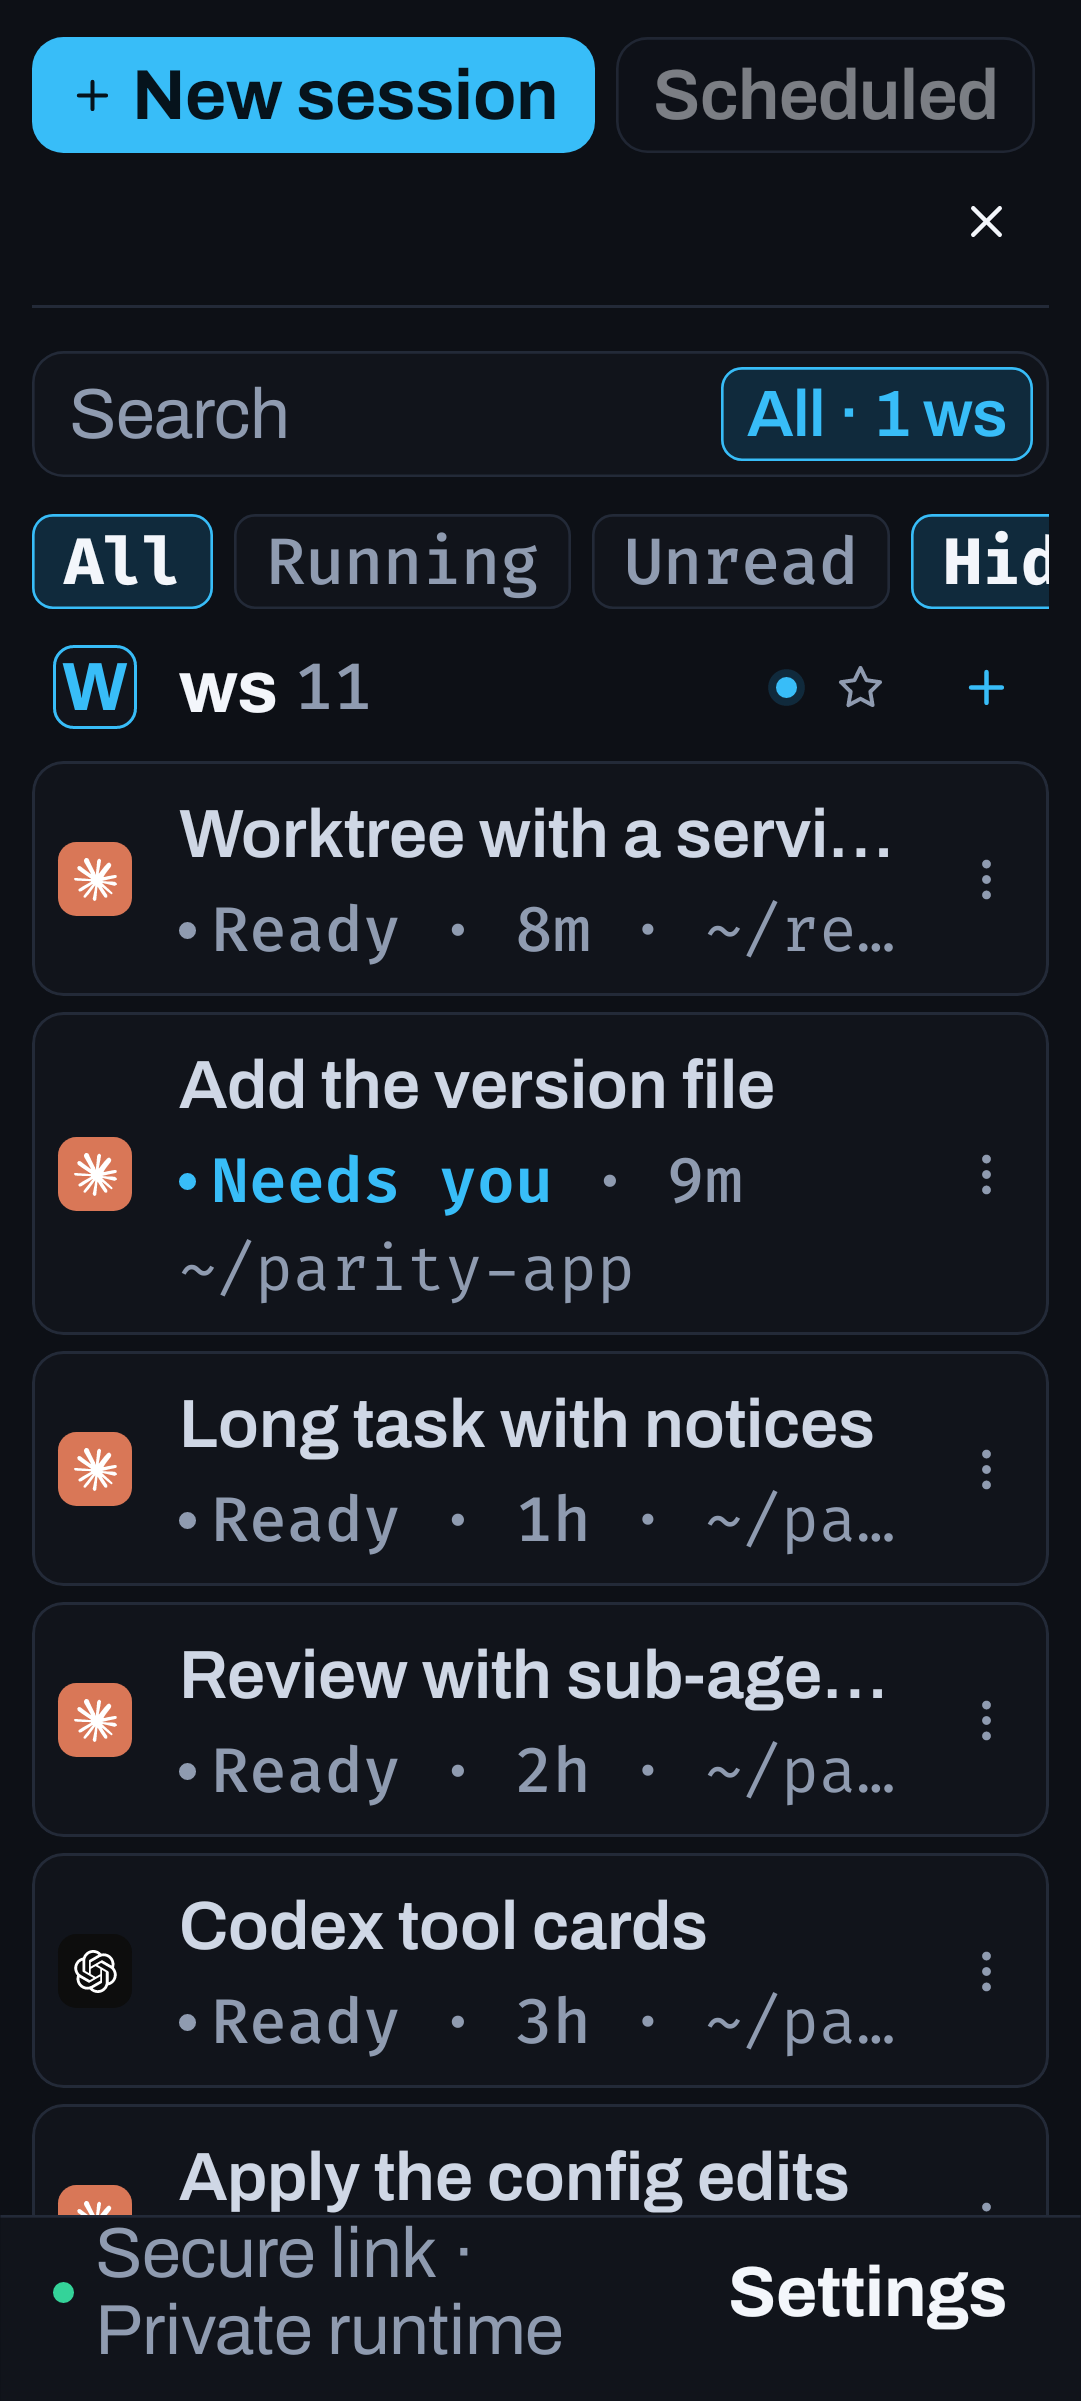 + New session
Scheduled
Search
All · 1 ws
All
Running
Unread
Hid
W
ws 11
Worktree with a servi…
Ready · 8m · ~/re…
Add the version file
Needs you · 9m
~/parity-app
Long task with notices
Ready · 1h · ~/pa…
Review with sub-age…
Ready · 2h · ~/pa…
Codex tool cards
Ready · 3h · ~/pa…
Apply the config edits
Secure link ·
Private runtime
Settings